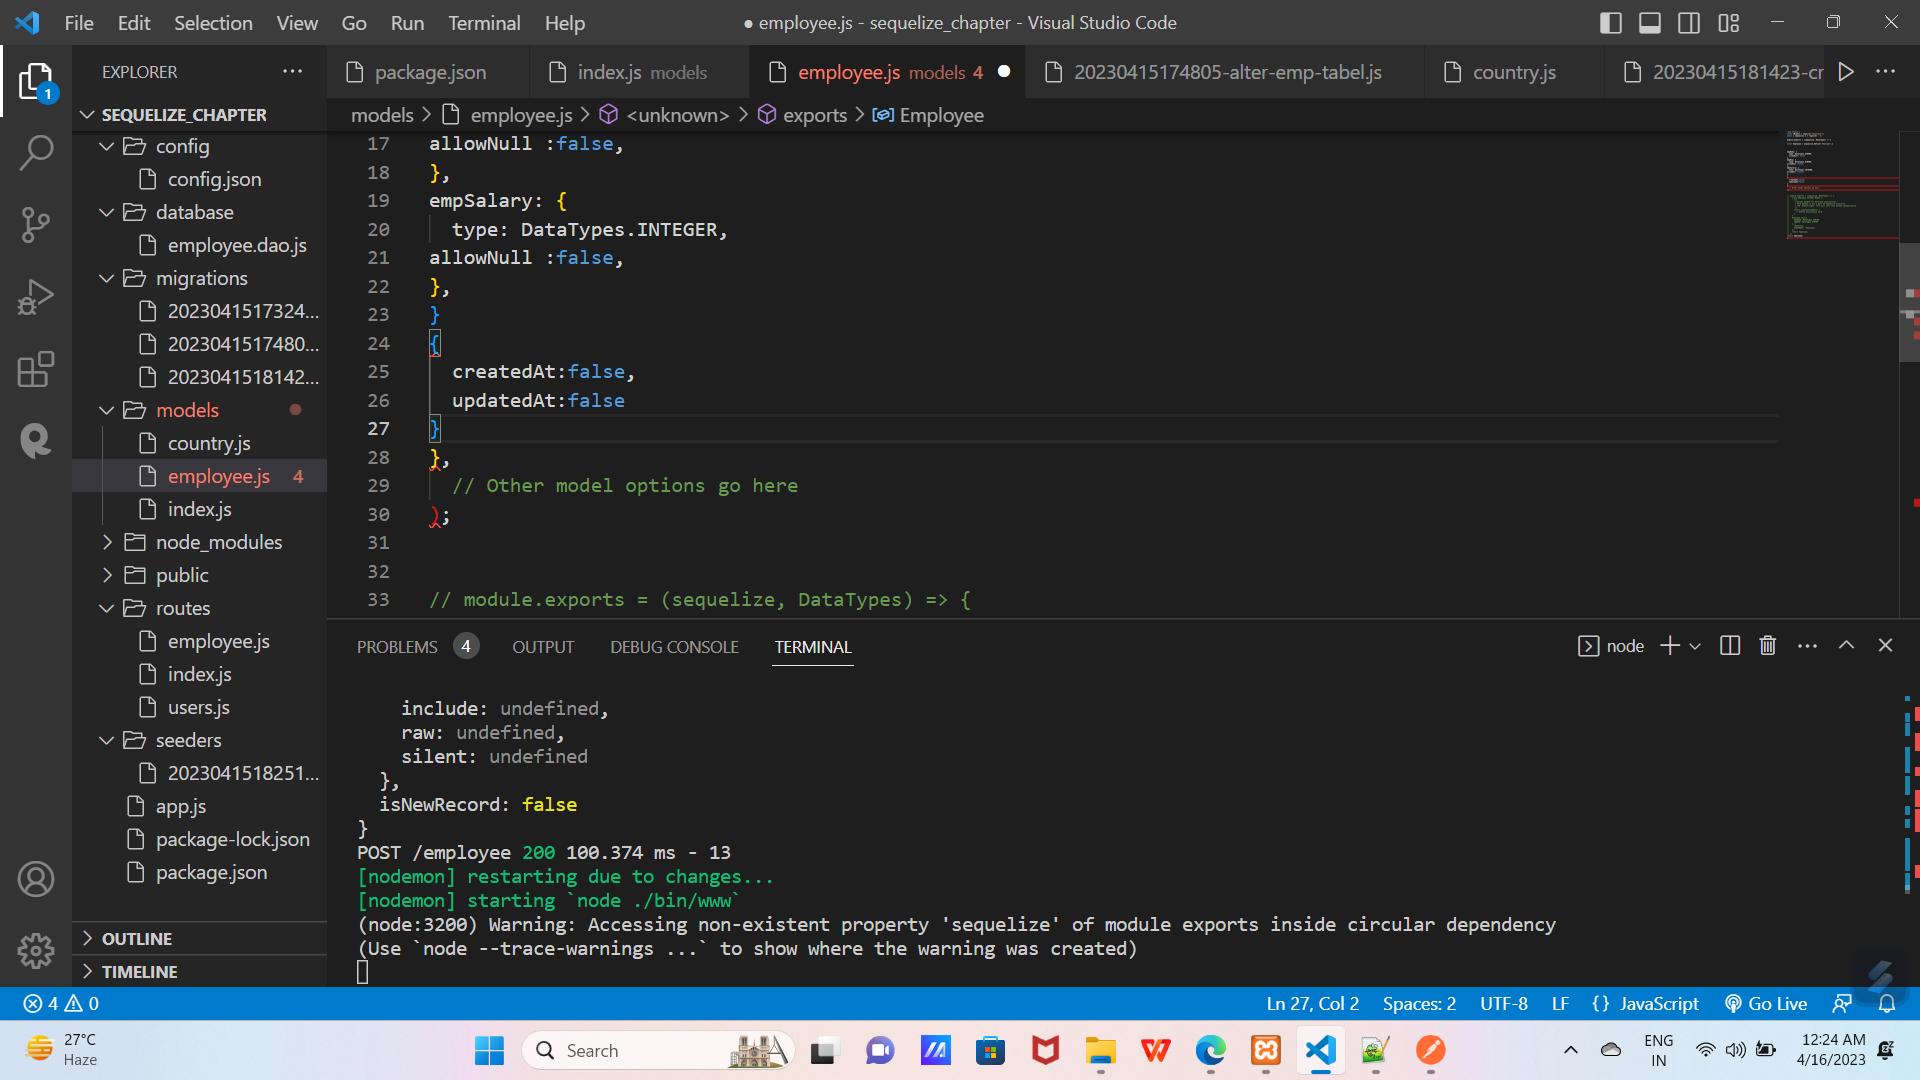 File Edit Selection View Go Run Terminal Help
● employee.js - sequelize_chapter - Visual Studio Code
EXPLORER
package.json
index.js models
employee.js models 4
20230415174805-alter-emp-tabel.js
country.js
20230415181423-cr
models > employee.js > <unknown> > exports > Employee
1
SEQUELIZE_CHAPTER
config
config.json
database
employee.dao.js
migrations
2023041517324...
2023041517480...
2023041518142...
models
country.js
employee.js 4
index.js
node_modules
public
routes
employee.js
index.js
users.js
seeders
2023041518251...
app.js
package-lock.json
package.json
OUTLINE
TIMELINE
17 allowNull :false,
18 },
19 empSalary: {
20 type: DataTypes.INTEGER,
21 allowNull :false,
22 },
23 }
24 {
25 createdAt:false,
26 updatedAt:false
27 }
28 },
29 // Other model options go here
30 );
31
32
33 // module.exports = (sequelize, DataTypes) => {
PROBLEMS 4 OUTPUT DEBUG CONSOLE TERMINAL
node
include: undefined,
raw: undefined,
silent: undefined
},
isNewRecord: false
}
POST /employee 200 100.374 ms - 13
[nodemon] restarting due to changes...
[nodemon] starting `node ./bin/www`
(node:3200) Warning: Accessing non-existent property 'sequelize' of module exports inside circular dependency
(Use `node --trace-warnings ...` to show where the warning was created)
4 0
Ln 27, Col 2 Spaces: 2 UTF-8 LF {} JavaScript Go Live
27°C
Haze
Search
ENG
IN
12:24 AM
4/16/2023